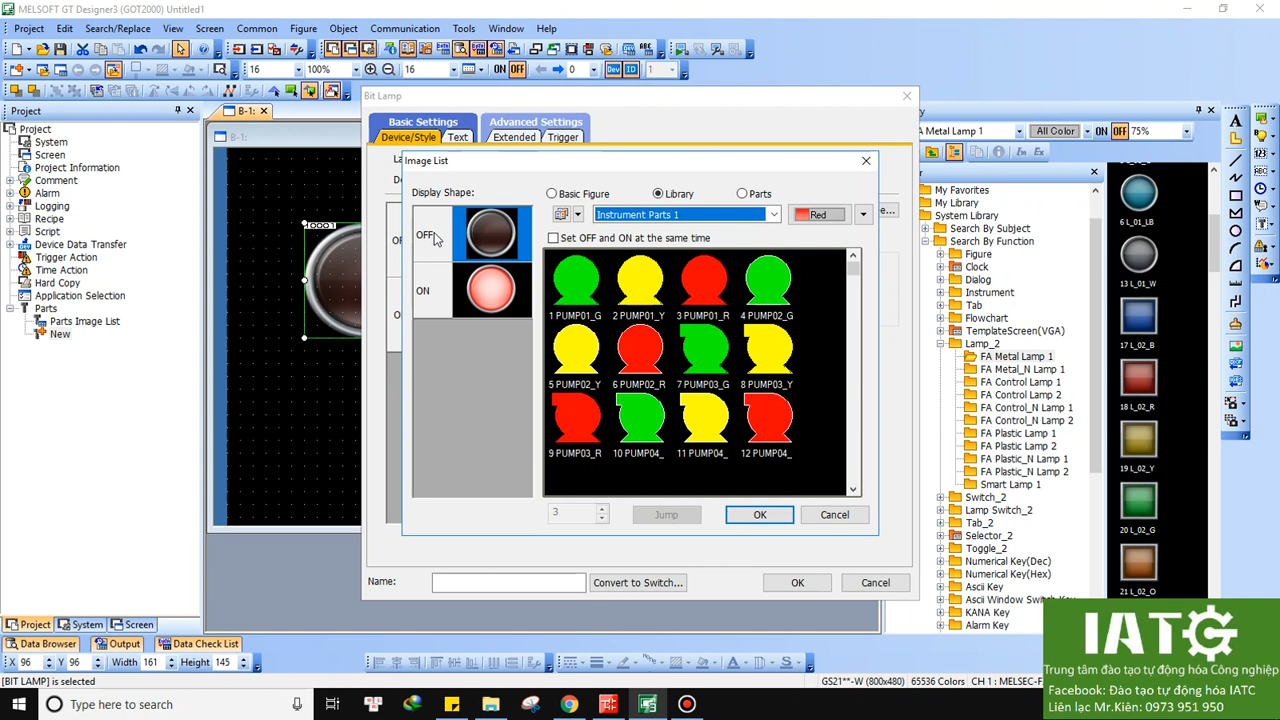 MELSOFT GT Designer3 (GOT2000) Untitled1
Project Edit Search/Replace View Screen Common Figure Object Communication Tools Window Help
16 100% 16 ON OFF 0 Dev ID 1
Project
Project
System
Screen
Project Information
Comment
Alarm
Logging
Recipe
Script
Device Data Transfer
Trigger Action
Time Action
Hard Copy
Application Selection
Parts
Parts Image List
New
Project System Screen
Data Browser Output Data Check List
X 96 Y 96 Width 161 Height 145
[BIT LAMP] is selected
B-1:
B-1:
Bit Lamp
Basic Settings Advanced Settings
Device/Style Text Extended Trigger
Image List
Display Shape: Basic Figure Library Parts
Instrument Parts 1 Red
Set OFF and ON at the same time
OFF
ON
1 PUMP01_G 2 PUMP01_Y 3 PUMP01_R 4 PUMP02_G
5 PUMP02_Y 6 PUMP02_R 7 PUMP03_G 8 PUMP03_Y
9 PUMP03_R 10 PUMP04_ 11 PUMP04_ 12 PUMP04_
3 Jump OK Cancel
Name: Convert to Switch... OK Cancel
A Metal Lamp 1 All Color ON OFF 75%
My Favorites
System Library
Search By Subject
Search By Function
Figure
Clock
Dialog
Instrument
Tab
Flowchart
TemplateScreen(VGA)
Lamp_2
FA Metal Lamp 1
FA Metal_N Lamp 1
FA Control Lamp 1
FA Control Lamp 2
FA Control_N Lamp 1
FA Control_N Lamp 2
FA Plastic Lamp 1
FA Plastic Lamp 2
FA Plastic_N Lamp 1
FA Plastic_N Lamp 2
Smart Lamp 1
Switch_2
Lamp Switch_2
Tab_2
Selector_2
Toggle_2
Numerical Key(Dec)
Numerical Key(Hex)
Ascii Key
Ascii Window Switch Key
KANA Key
Alarm Key
6 L_01_LB
13 L_01_W
17 L_02_B
18 L_02_R
19 L_02_Y
20 L_02_G
21 L_02_O
GS21**-W (800x480) 65536 Colors CH 1 : MELSEC-F
IATC
Trung tâm đào tạo tự động hóa Công nghiệp
Facebook: Đào tạo tự động hóa IATC
Liên lạc Mr.Kiên: 0973 951 950
Type here to search